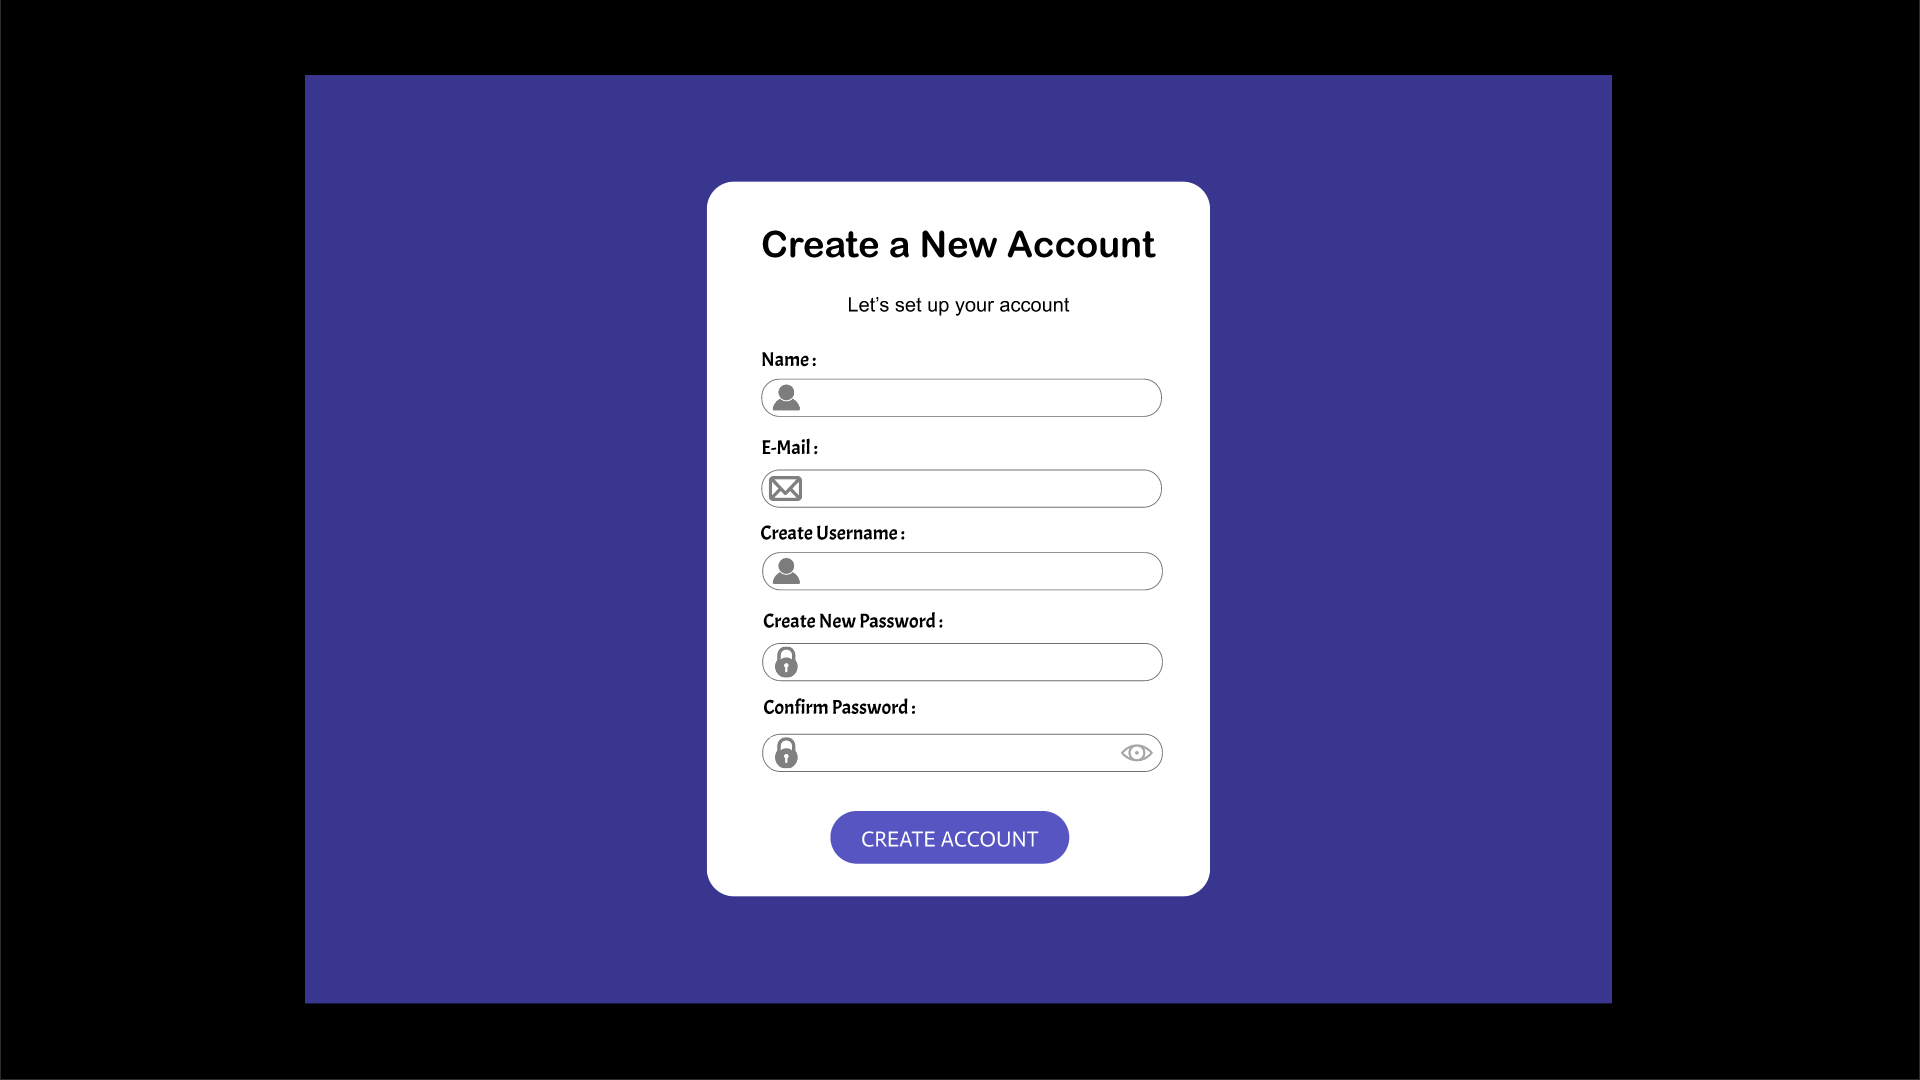 Create a New Account
Let’s set up your account
Name :
E-Mail :
Create Username :
Create New Password :
Confirm Password :
CREATE ACCOUNT